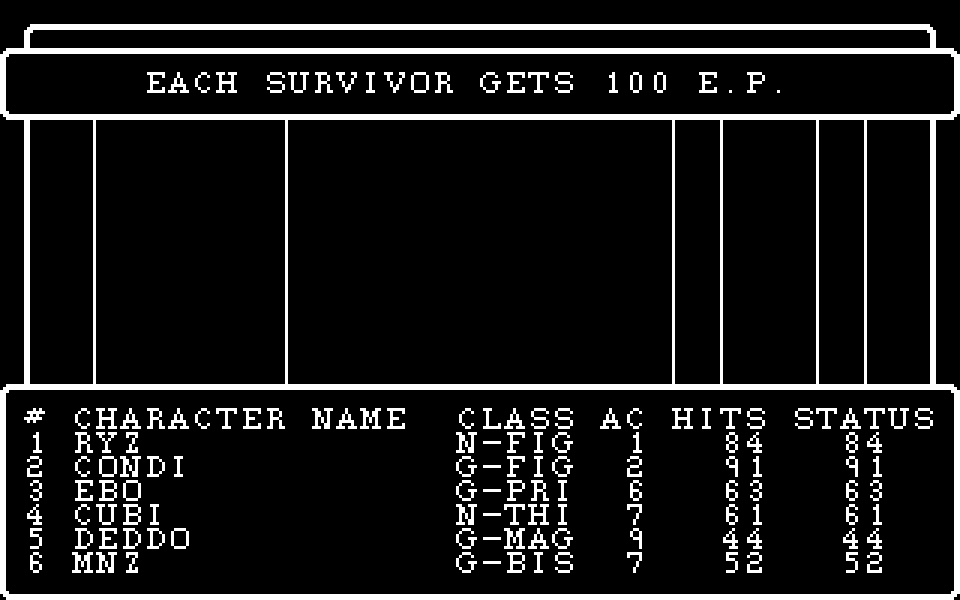 EACH SURVIVOR GETS 100 E.P.
# CHARACTER NAME CLASS AC HITS STATUS
1 RYZ N-FIG 1 84 84
2 CONDI G-FIG 2 91 91
3 EBO G-PRI 6 63 63
4 CUBI N-THI 7 61 61
5 DEDDO G-MAG 9 44 44
6 MNZ G-BIS 7 52 52